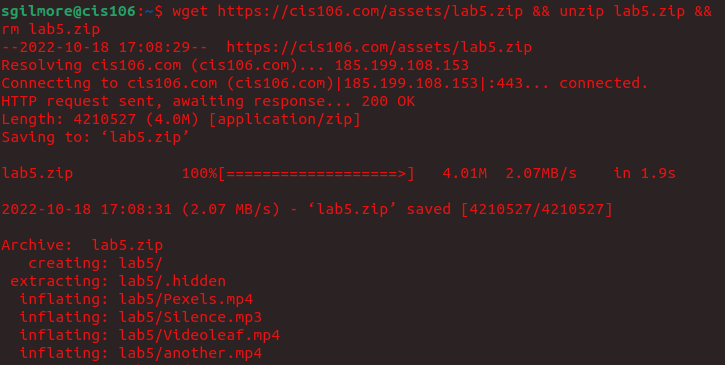 sgilmore@cis106:~$ wget https://cis106.com/assets/lab5.zip && unzip lab5.zip &&
rm lab5.zip
--2022-10-18 17:08:29--  https://cis106.com/assets/lab5.zip
Resolving cis106.com (cis106.com)... 185.199.108.153
Connecting to cis106.com (cis106.com)|185.199.108.153|:443... connected.
HTTP request sent, awaiting response... 200 OK
Length: 4210527 (4.0M) [application/zip]
Saving to: ‘lab5.zip’
lab5.zip            100%[===================>]   4.01M  2.07MB/s    in 1.9s
2022-10-18 17:08:31 (2.07 MB/s) - ‘lab5.zip’ saved [4210527/4210527]
Archive:  lab5.zip
   creating: lab5/
 extracting: lab5/.hidden
  inflating: lab5/Pexels.mp4
  inflating: lab5/Silence.mp3
  inflating: lab5/Videoleaf.mp4
  inflating: lab5/another.mp4